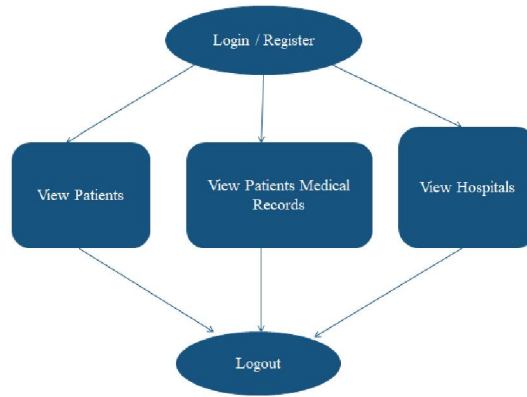 Login / Register
View Patients
View Patients Medical
Records
View Hospitals
Logout